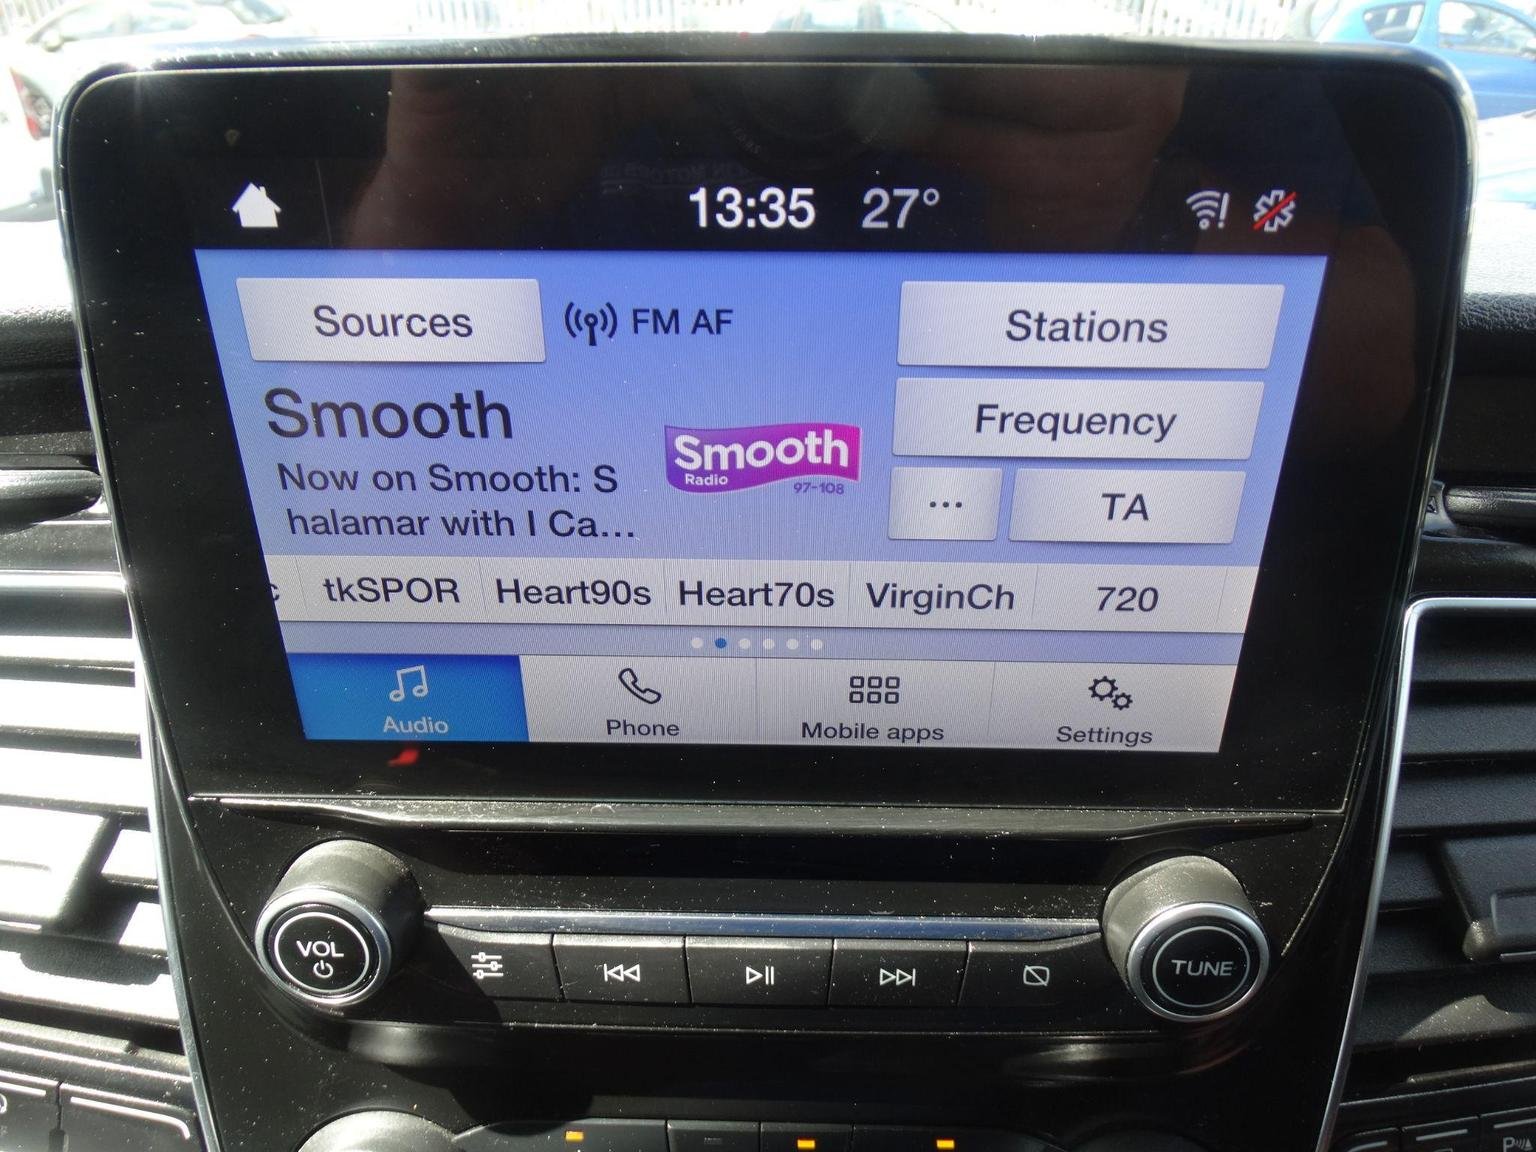 13:35 27°
Sources
FM AF
Stations
Smooth
Smooth
Radio
97-108
Frequency
Now on Smooth: S
halamar with I Ca...
...
TA
tkSPOR Heart90s Heart70s VirginCh 720
Audio
Phone
Mobile apps
Settings
VOL
TUNE